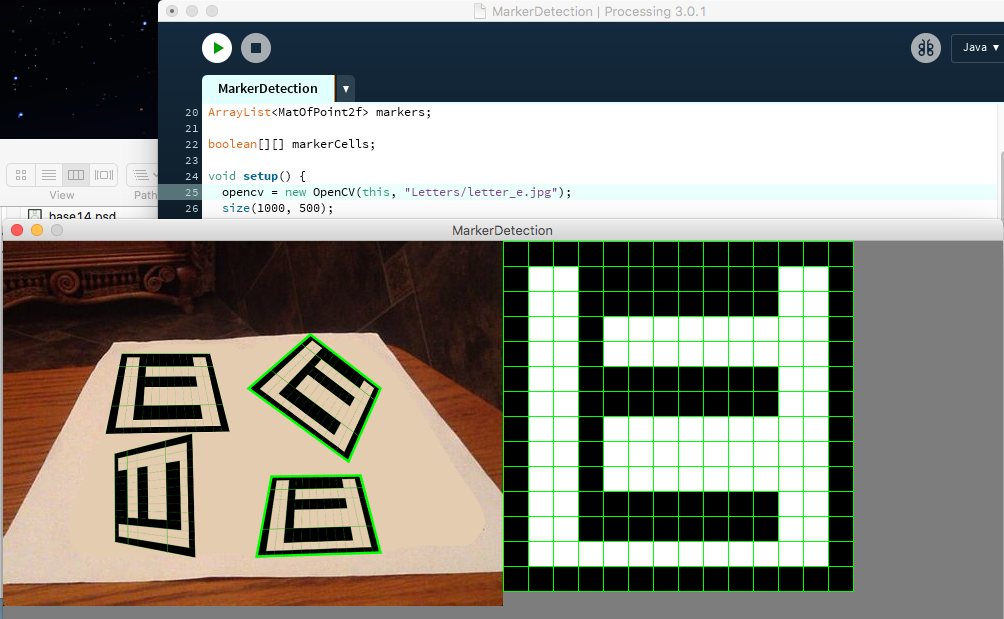 MarkerDetection | Processing 3.0.1
Java ▾
MarkerDetection ▾
20 ArrayList<MatOfPoint2f> markers;
21
22 boolean[][] markerCells;
23
24 void setup() {
25 opencv = new OpenCV(this, "Letters/letter_e.jpg");
26 size(1000, 500);
View
Path
base14.psd
MarkerDetection
E
E
E
E